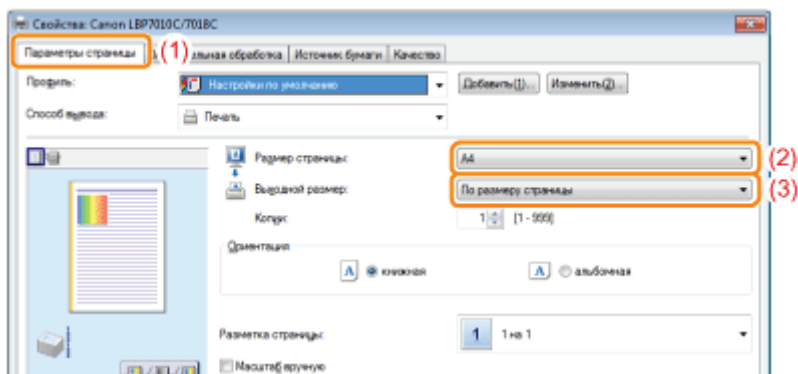 Свойства: Canon LBP7010C/7018C
Параметры страницы (1) льная обработка Источник бумаги Качество
Профиль: Настройки по умолчанию Добавить(1)... Изменить(2)...
Способ вывода: Печать
Размер страницы: A4 (2)
Выходной размер: По размеру страницы (3)
Копии: 1 [1 - 999]
Ориентация
A книжная A альбомная
Разметка страницы: 1 1 на 1
Масштаб вручную